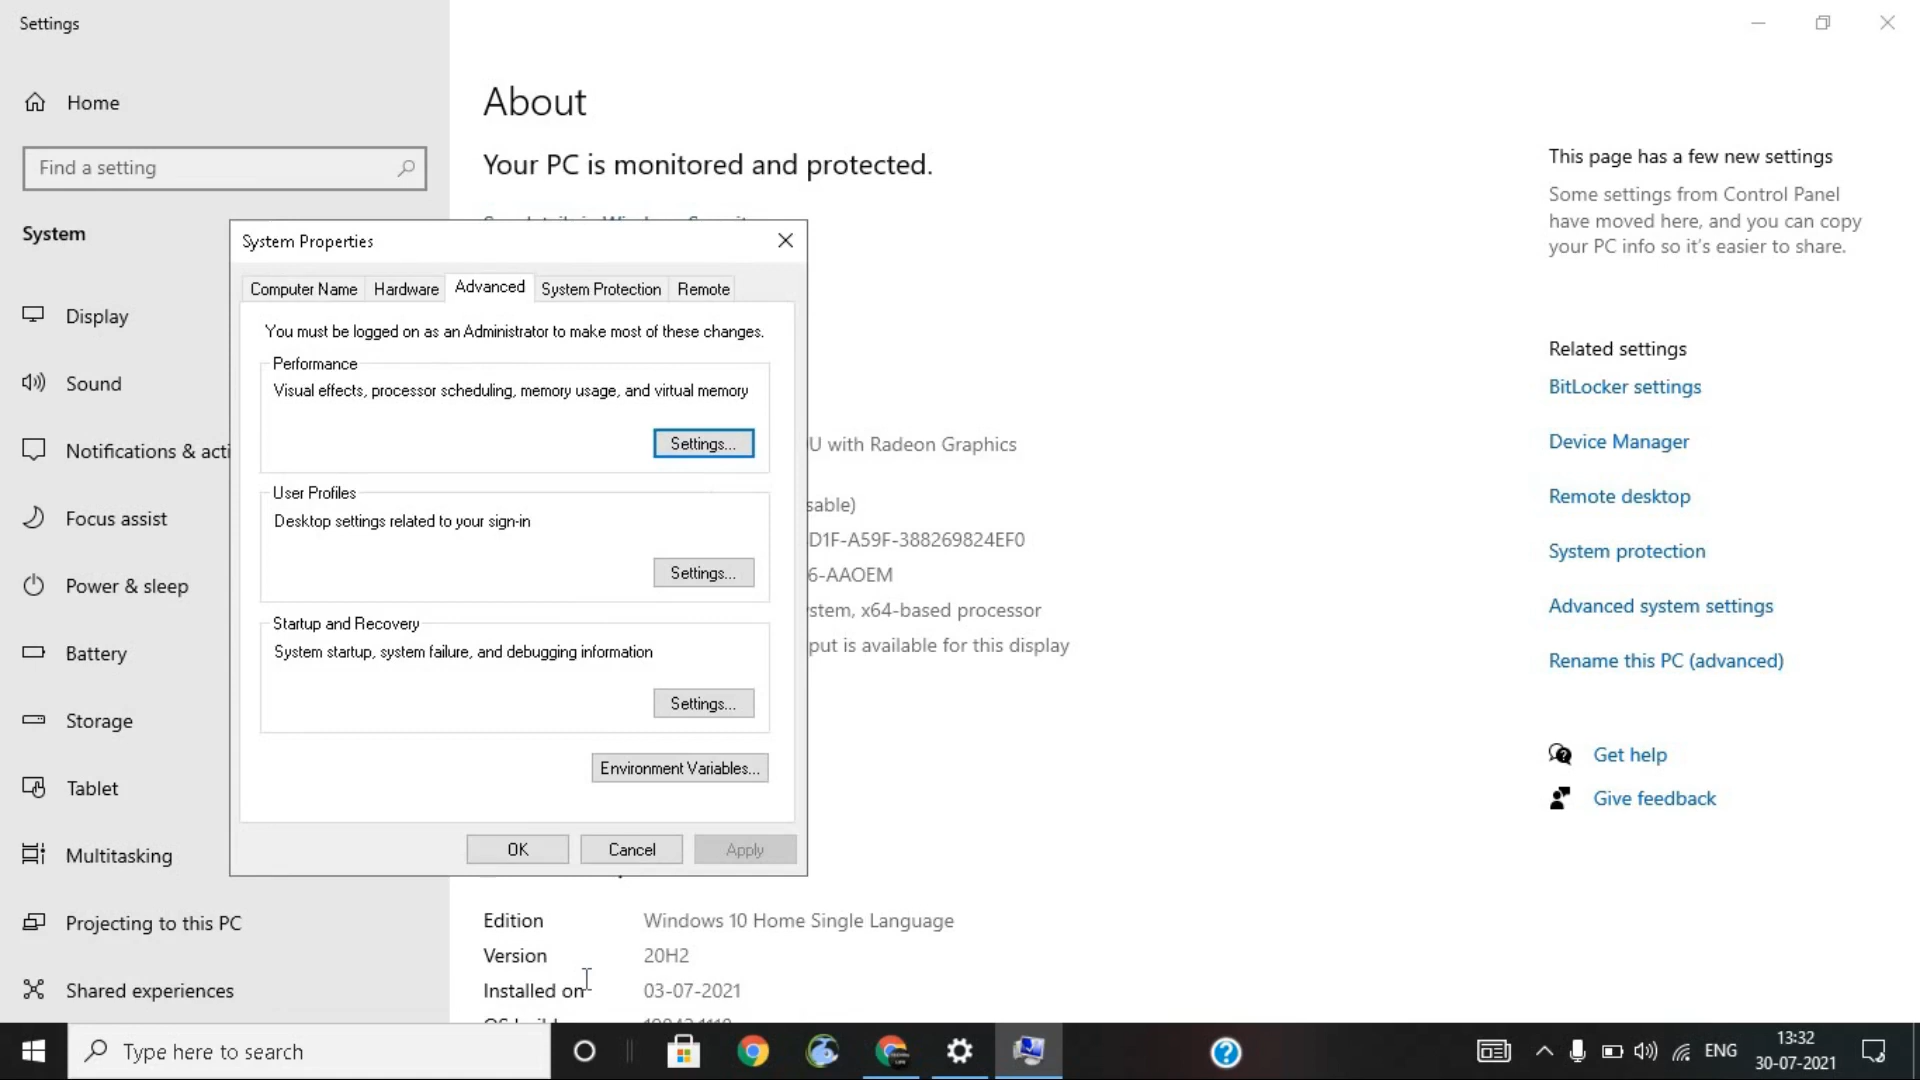 Settings
Home
Find a setting
System
Display
Sound
Notifications & acti
Focus assist
Power & sleep
Battery
Storage
Tablet
Multitasking
Projecting to this PC
Shared experiences
About
Your PC is monitored and protected.
System Properties
Computer Name
Hardware
Advanced
System Protection
Remote
You must be logged on as an Administrator to make most of these changes.
Performance
Visual effects, processor scheduling, memory usage, and virtual memory
Settings...
User Profiles
Desktop settings related to your sign-in
Settings...
Startup and Recovery
System startup, system failure, and debugging information
Settings...
Environment Variables...
OK
Cancel
Apply
U with Radeon Graphics
sable)
D1F-A59F-388269824EF0
6-AAOEM
stem, x64-based processor
put is available for this display
Edition Windows 10 Home Single Language
Version 20H2
Installed on 03-07-2021
This page has a few new settings
Some settings from Control Panel
have moved here, and you can copy
your PC info so it's easier to share.
Related settings
BitLocker settings
Device Manager
Remote desktop
System protection
Advanced system settings
Rename this PC (advanced)
Get help
Give feedback
Type here to search
ENG
13:32
30-07-2021